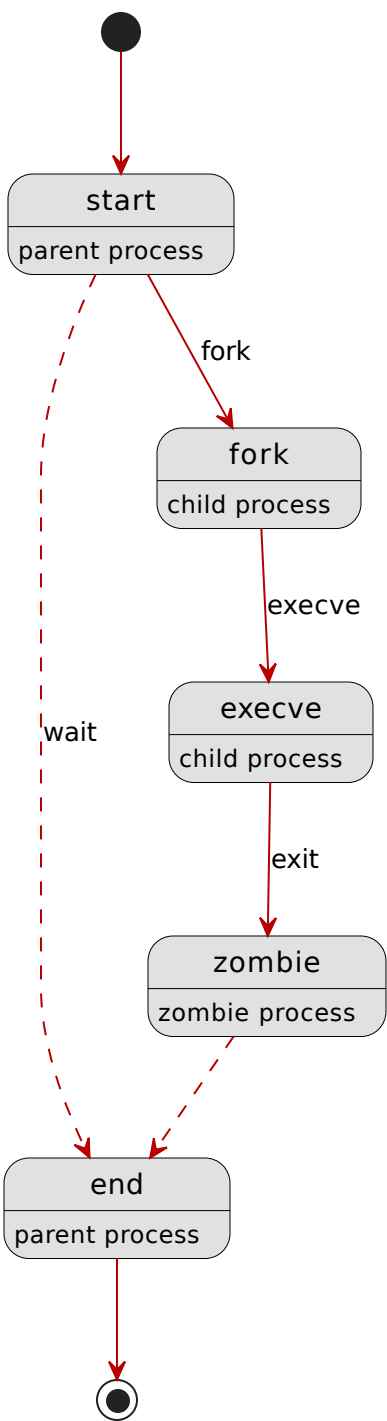 start
parent process
fork
fork
child process
execve
execve
child process
wait
exit
zombie
zombie process
end
parent process